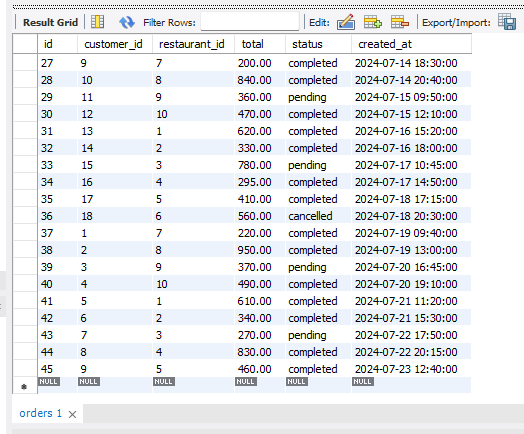 Result Grid Filter Rows: Edit: Export/Import:
id customer_id restaurant_id total status created_at
27 9 7 200.00 completed 2024-07-14 18:30:00
28 10 8 840.00 completed 2024-07-14 20:40:00
29 11 9 360.00 pending 2024-07-15 09:50:00
30 12 10 470.00 completed 2024-07-15 12:10:00
31 13 1 620.00 completed 2024-07-16 15:20:00
32 14 2 330.00 completed 2024-07-16 18:00:00
33 15 3 780.00 pending 2024-07-17 10:45:00
34 16 4 295.00 completed 2024-07-17 14:50:00
35 17 5 410.00 completed 2024-07-18 17:15:00
36 18 6 560.00 cancelled 2024-07-18 20:30:00
37 1 7 220.00 completed 2024-07-19 09:40:00
38 2 8 950.00 completed 2024-07-19 13:00:00
39 3 9 370.00 pending 2024-07-20 16:45:00
40 4 10 490.00 completed 2024-07-20 19:10:00
41 5 1 610.00 completed 2024-07-21 11:20:00
42 6 2 340.00 completed 2024-07-21 15:30:00
43 7 3 270.00 pending 2024-07-22 17:50:00
44 8 4 830.00 completed 2024-07-22 20:15:00
45 9 5 460.00 completed 2024-07-23 12:40:00
NULL NULL NULL NULL NULL NULL
orders 1